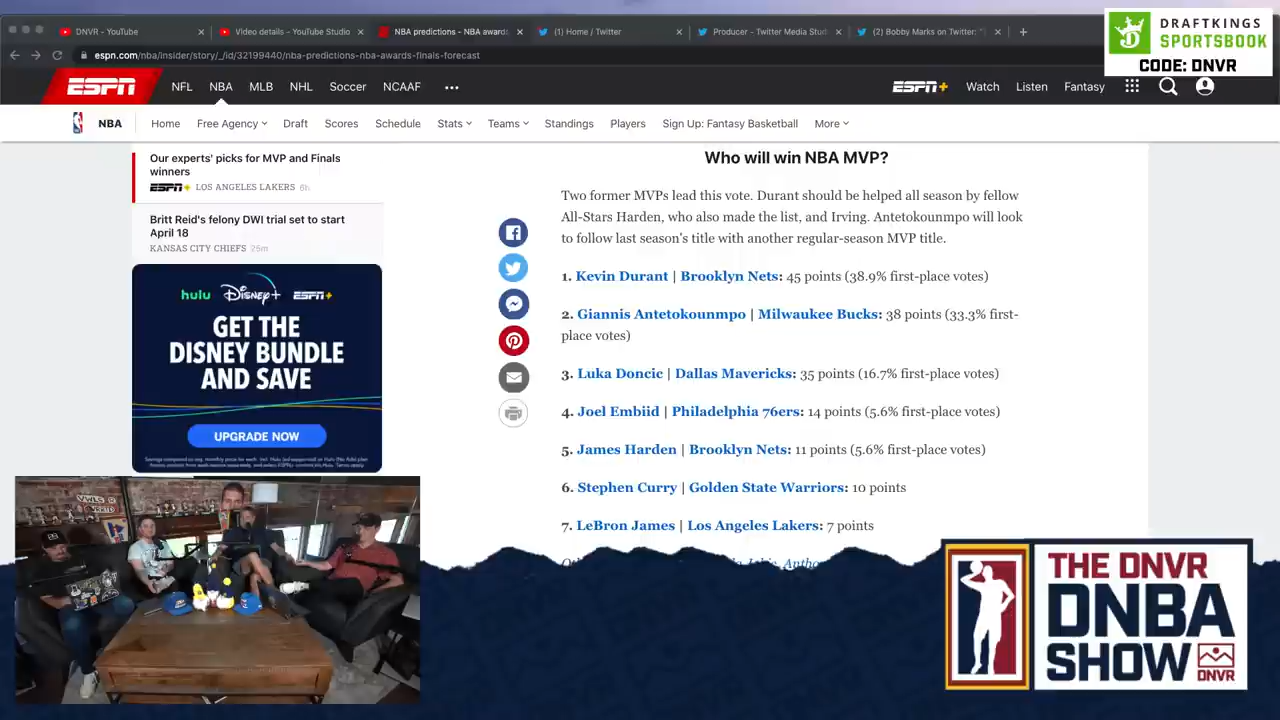 DNVR - YouTube
Video details - YouTube Studio
NBA predictions - NBA award
(1) Home / Twitter
Producer - Twitter Media Stud
(2) Bobby Marks on Twitter: "
DRAFTKINGS
SPORTSBOOK
CODE: DNVR
espn.com/nba/insider/story/_/id/32199440/nba-predictions-nba-awards-finals-forecast
ESPN
NFL
NBA
MLB
NHL
Soccer
NCAAF
ESPN+
Watch
Listen
Fantasy
NBA
Home
Free Agency
Draft
Scores
Schedule
Stats
Teams
Standings
Players
Sign Up: Fantasy Basketball
More
Our experts' picks for MVP and Finals
winners
ESPN+ LOS ANGELES LAKERS 6h
Britt Reid's felony DWI trial set to start
April 18
KANSAS CITY CHIEFS 25m
hulu Disney+ ESPN+
GET THE
DISNEY BUNDLE
AND SAVE
UPGRADE NOW
Who will win NBA MVP?
Two former MVPs lead this vote. Durant should be helped all season by fellow
All-Stars Harden, who also made the list, and Irving. Antetokounmpo will look
to follow last season's title with another regular-season MVP title.
1. Kevin Durant | Brooklyn Nets: 45 points (38.9% first-place votes)
2. Giannis Antetokounmpo | Milwaukee Bucks: 38 points (33.3% first-
place votes)
3. Luka Doncic | Dallas Mavericks: 35 points (16.7% first-place votes)
4. Joel Embiid | Philadelphia 76ers: 14 points (5.6% first-place votes)
5. James Harden | Brooklyn Nets: 11 points (5.6% first-place votes)
6. Stephen Curry | Golden State Warriors: 10 points
7. LeBron James | Los Angeles Lakers: 7 points
THE DNVR
DNBA
SHOW
DNVR